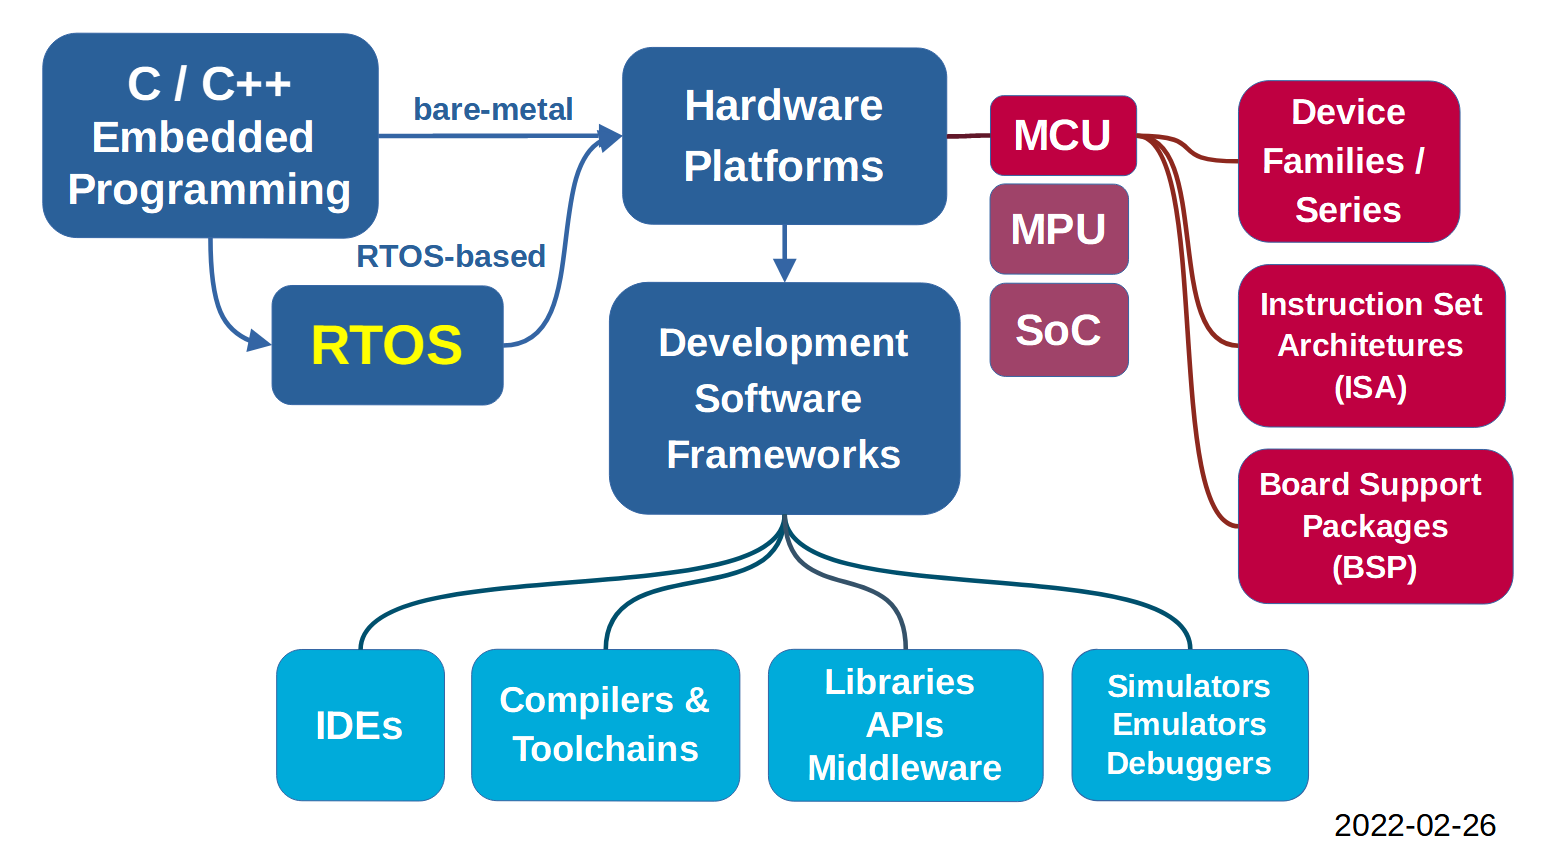 C / C++
Embedded
Programming
bare-metal
RTOS-based
RTOS
Hardware
Platforms
MCU
MPU
SoC
Device
Families /
Series
Instruction Set
Architetures
(ISA)
Board Support
Packages
(BSP)
Development
Software
Frameworks
IDEs
Compilers &
Toolchains
Libraries
APIs
Middleware
Simulators
Emulators
Debuggers
2022-02-26